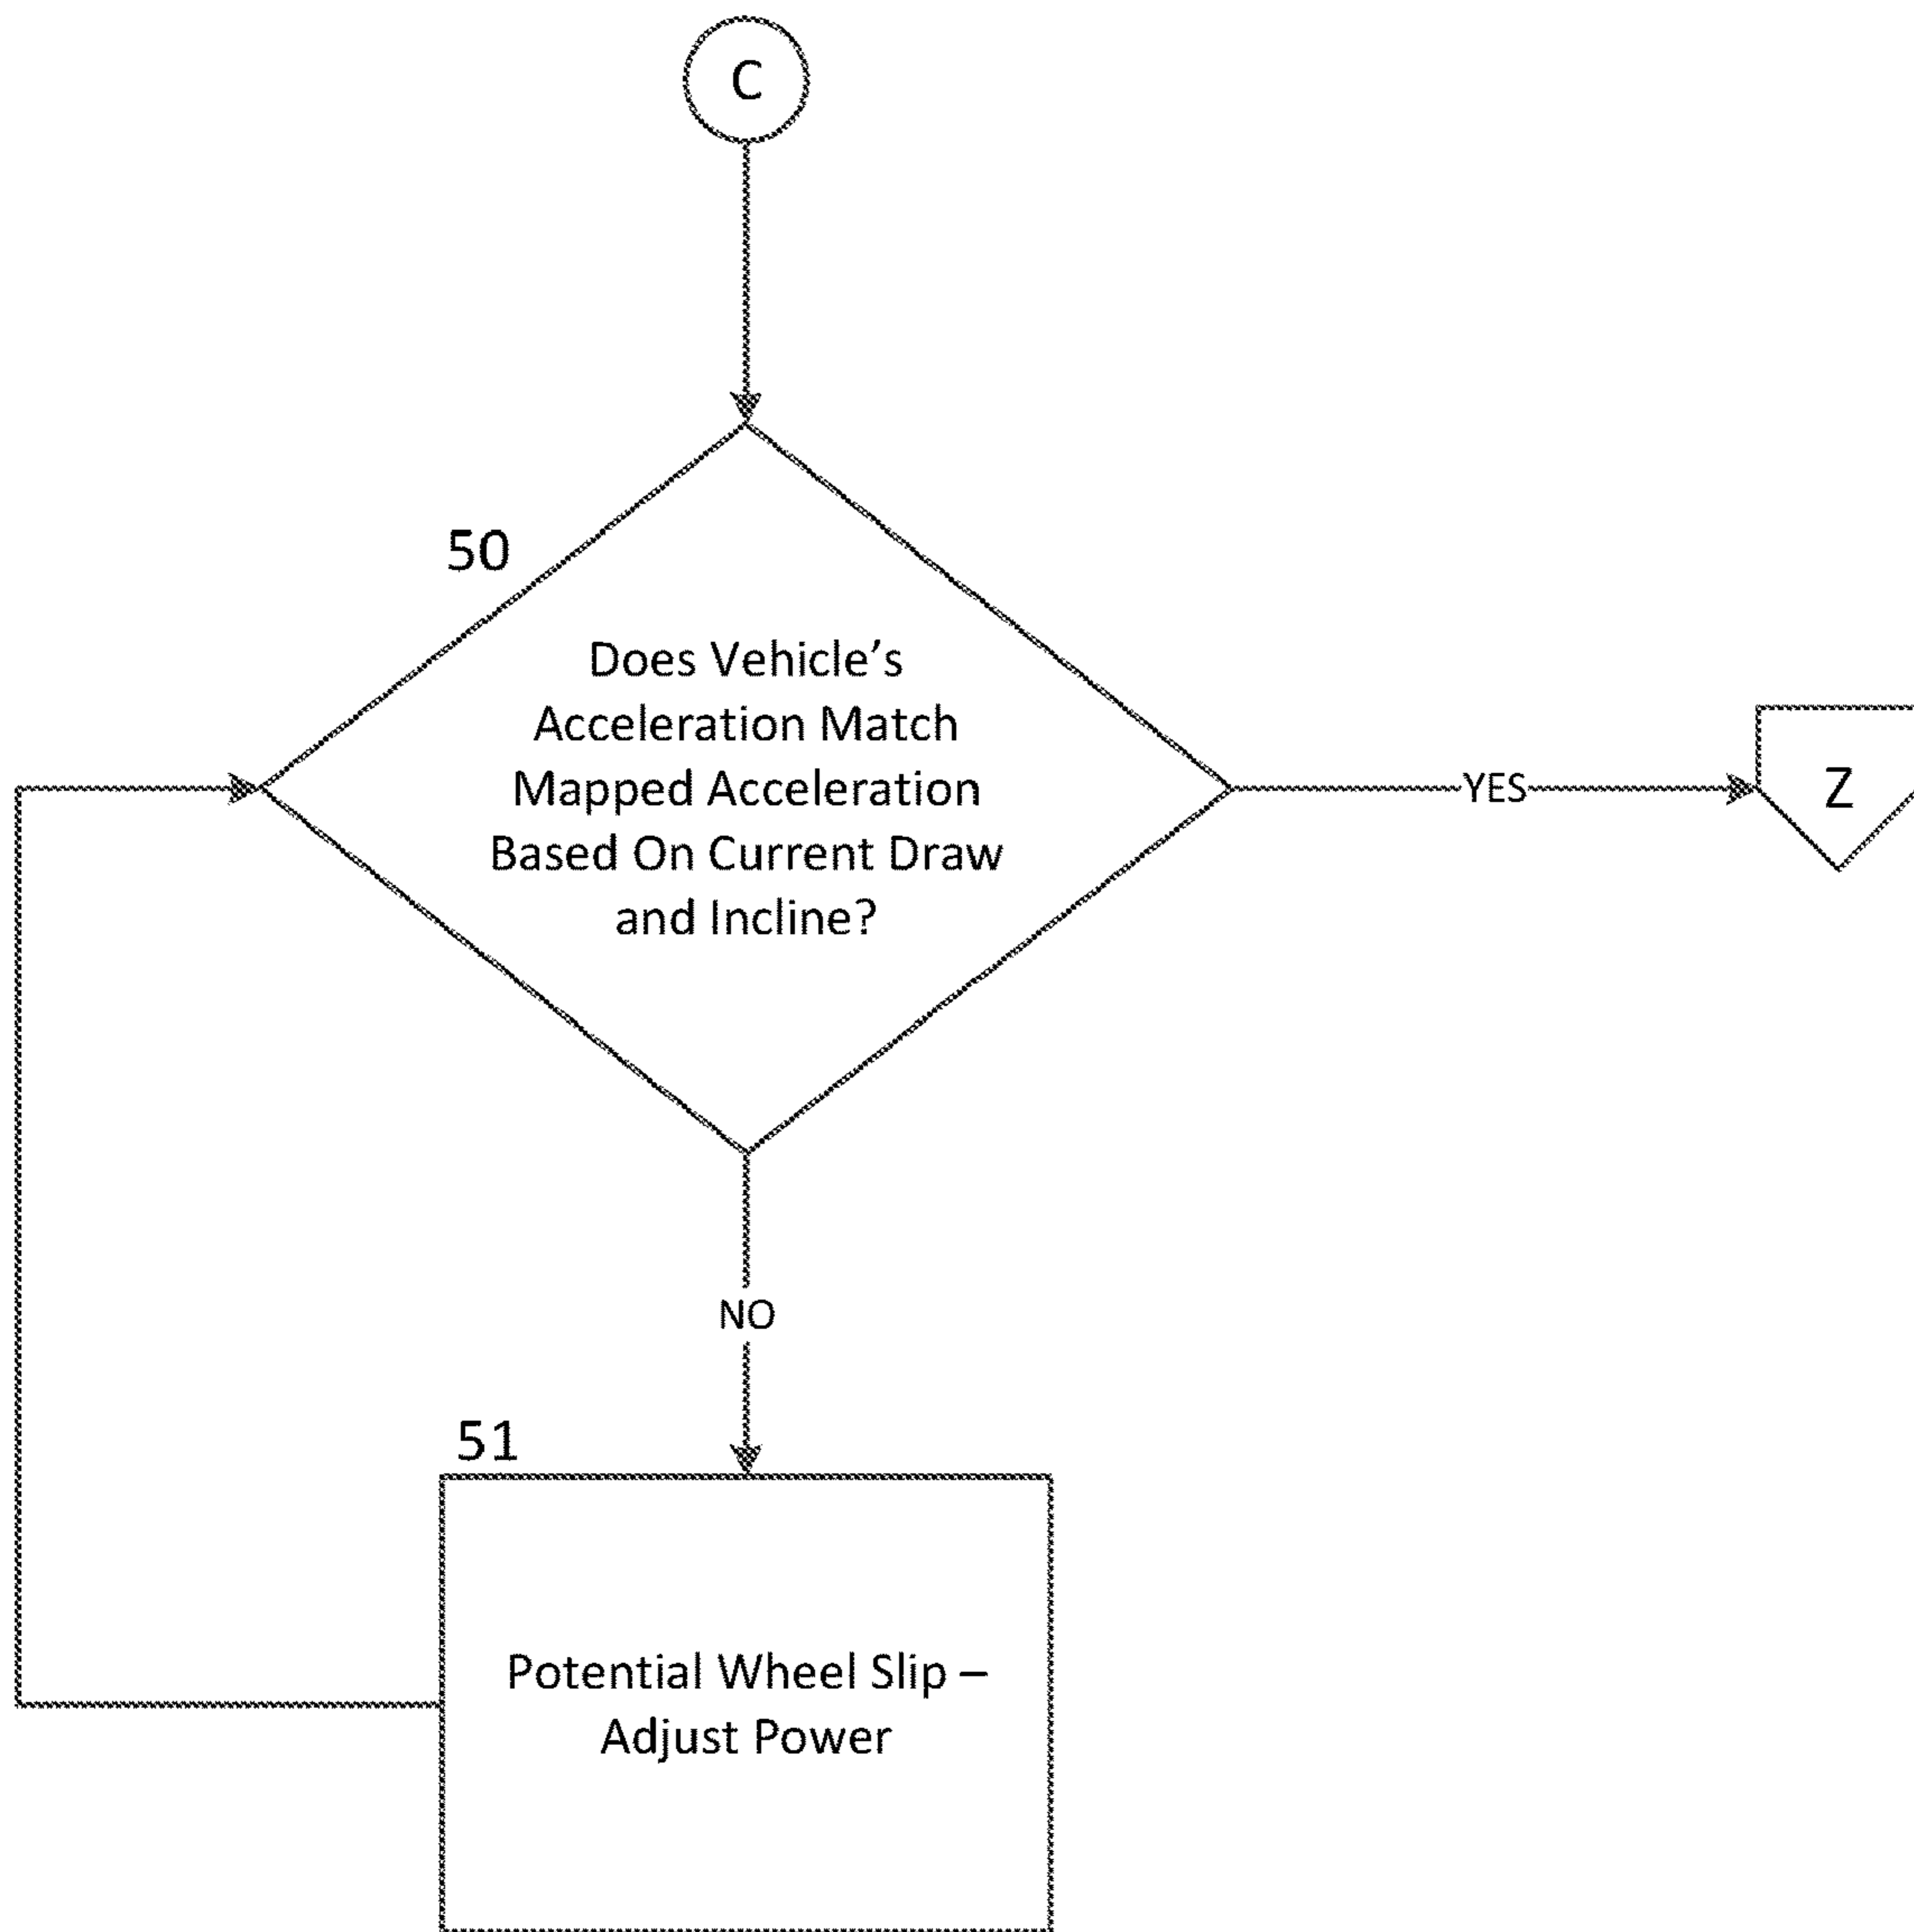 C
50
Does Vehicle’s
Acceleration Match
Mapped Acceleration
Based On Current Draw
and Incline?
YES
Z
NO
51
Potential Wheel Slip –
Adjust Power